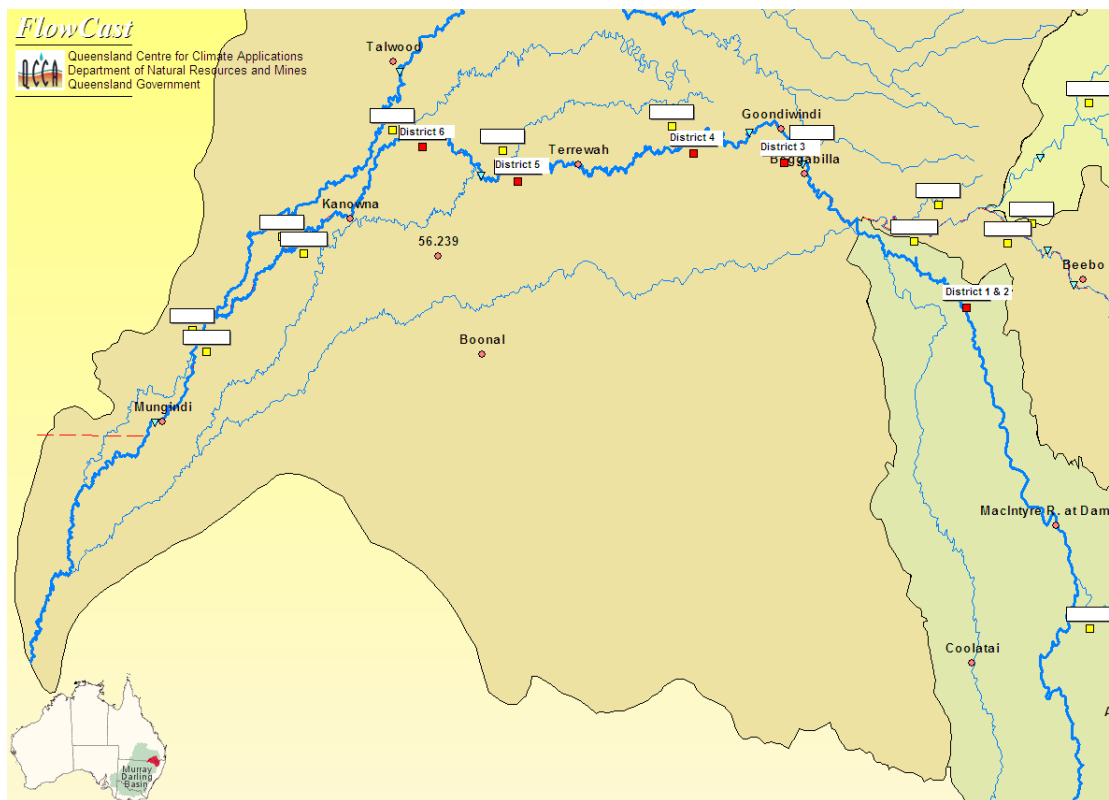 FlowCast
QCCA
Queensland Centre for Climate Applications
Department of Natural Resources and Mines
Queensland Government
Talwood
District 6
District 5
Terrewah
District 4
Goondiwindi
District 3
Boggabilla
Kanowna
56.239
Beebo
District 1 & 2
Boonal
Mungindi
MacIntyre R. at Dam
Coolatai
A
Murray
Darling
Basin